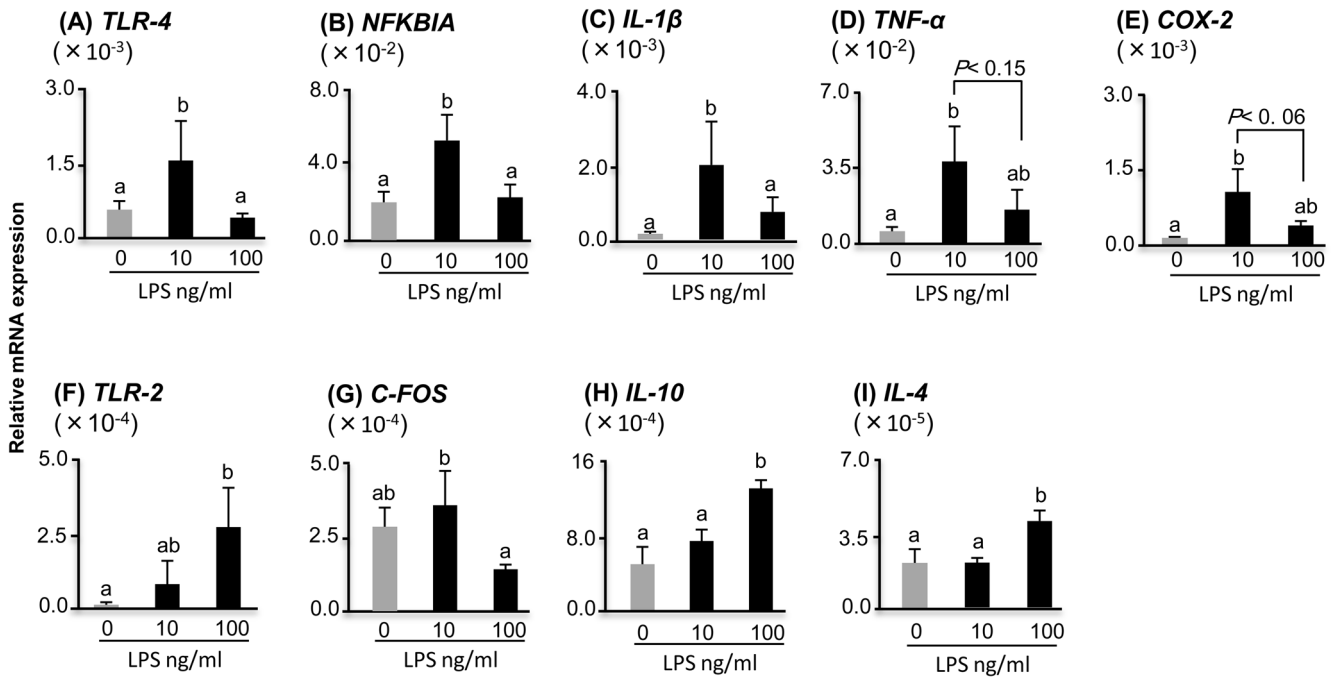 (A) TLR-4
(×10-3)
3.0
1.5
0.0
a
b
a
0 10 100
LPS ng/ml
(B) NFKBIA
(×10-2)
8.0
4.0
0.0
a
b
a
0 10 100
LPS ng/ml
(C) IL-1β
(×10-3)
4.0
2.0
0.0
a
b
a
0 10 100
LPS ng/ml
(D) TNF-α
(×10-2)
P< 0.15
7.0
3.5
0.0
a
b
ab
0 10 100
LPS ng/ml
(E) COX-2
(×10-3)
3.0
P< 0. 06
1.5
0.0
a
b
ab
0 10 100
LPS ng/ml
Relative mRNA expression
(F) TLR-2
(×10-4)
5.0
2.5
0.0
a
ab
b
0 10 100
LPS ng/ml
(G) C-FOS
(×10-4)
5.0
2.5
0.0
ab
b
a
0 10 100
LPS ng/ml
(H) IL-10
(×10-4)
16
8.0
0.0
a
a
b
0 10 100
LPS ng/ml
(I) IL-4
(×10-5)
7.0
3.5
0.0
a
a
b
0 10 100
LPS ng/ml